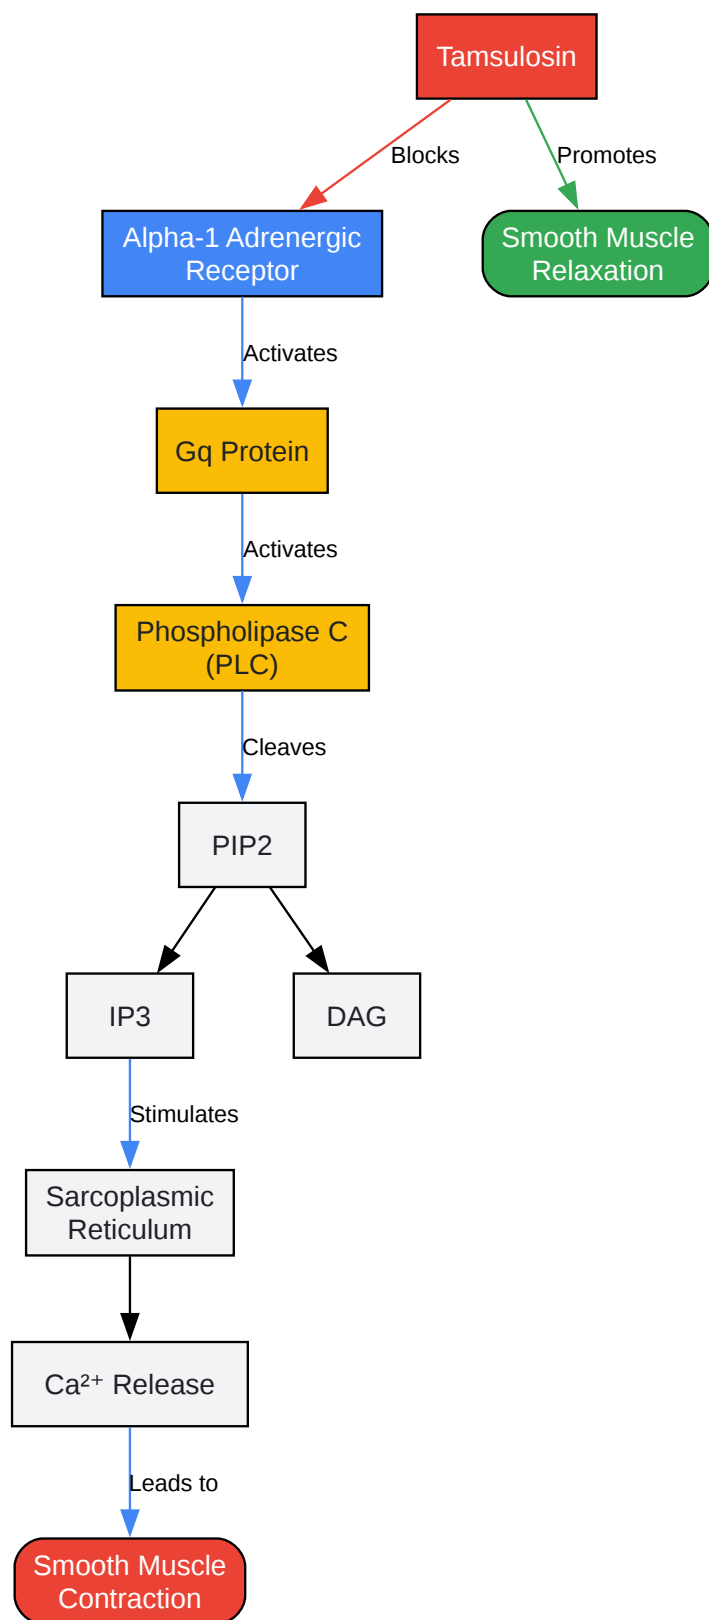 Tamsulosin
Blocks
Promotes
Alpha-1 Adrenergic
Receptor
Smooth Muscle
Relaxation
Activates
Gq Protein
Activates
Phospholipase C
(PLC)
Cleaves
PIP2
IP3
DAG
Stimulates
Sarcoplasmic
Reticulum
Ca²⁺ Release
Leads to
Smooth Muscle
Contraction